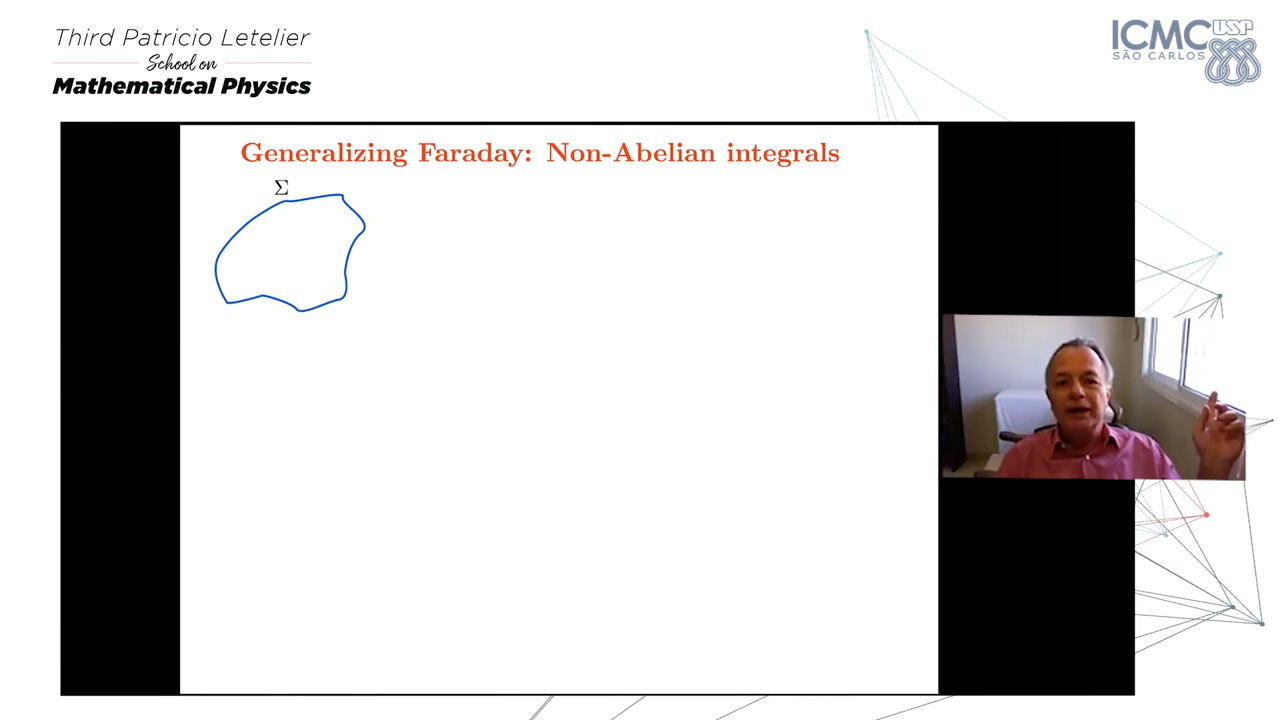 Third Patricio Letelier
School on
Mathematical Physics
ICMC USP
SÃO CARLOS
Generalizing Faraday: Non-Abelian integrals
Σ